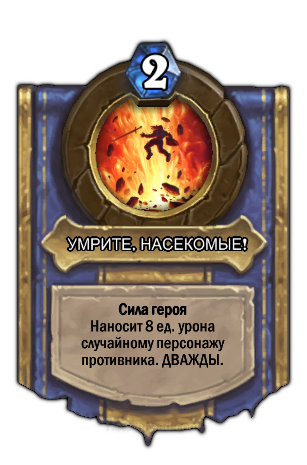 2
УМРИТЕ, НАСЕКОМЫЕ!
Сила героя
Наносит 8 ед. урона
случайному персонажу
противника. ДВАЖДЫ.